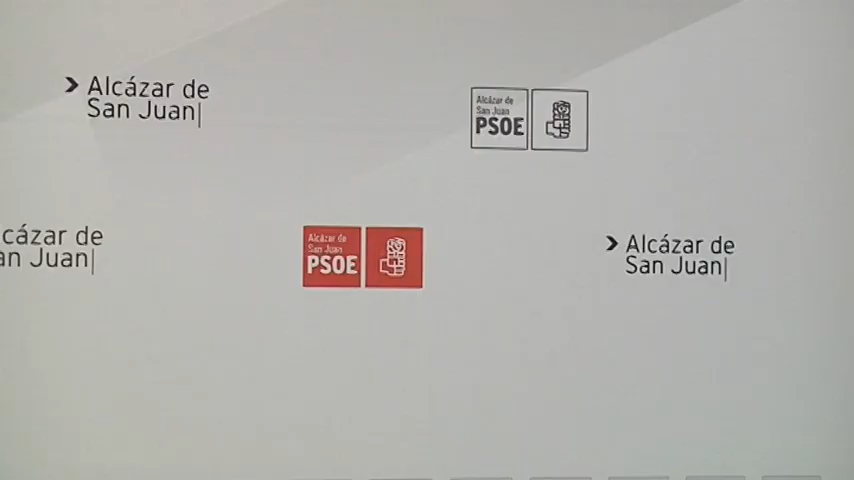 > Alcázar de
San Juan|
Alcázar de
San Juan
PSOE
cázar de
an Juan|
Alcázar de
San Juan
PSOE
> Alcázar de
San Juan|